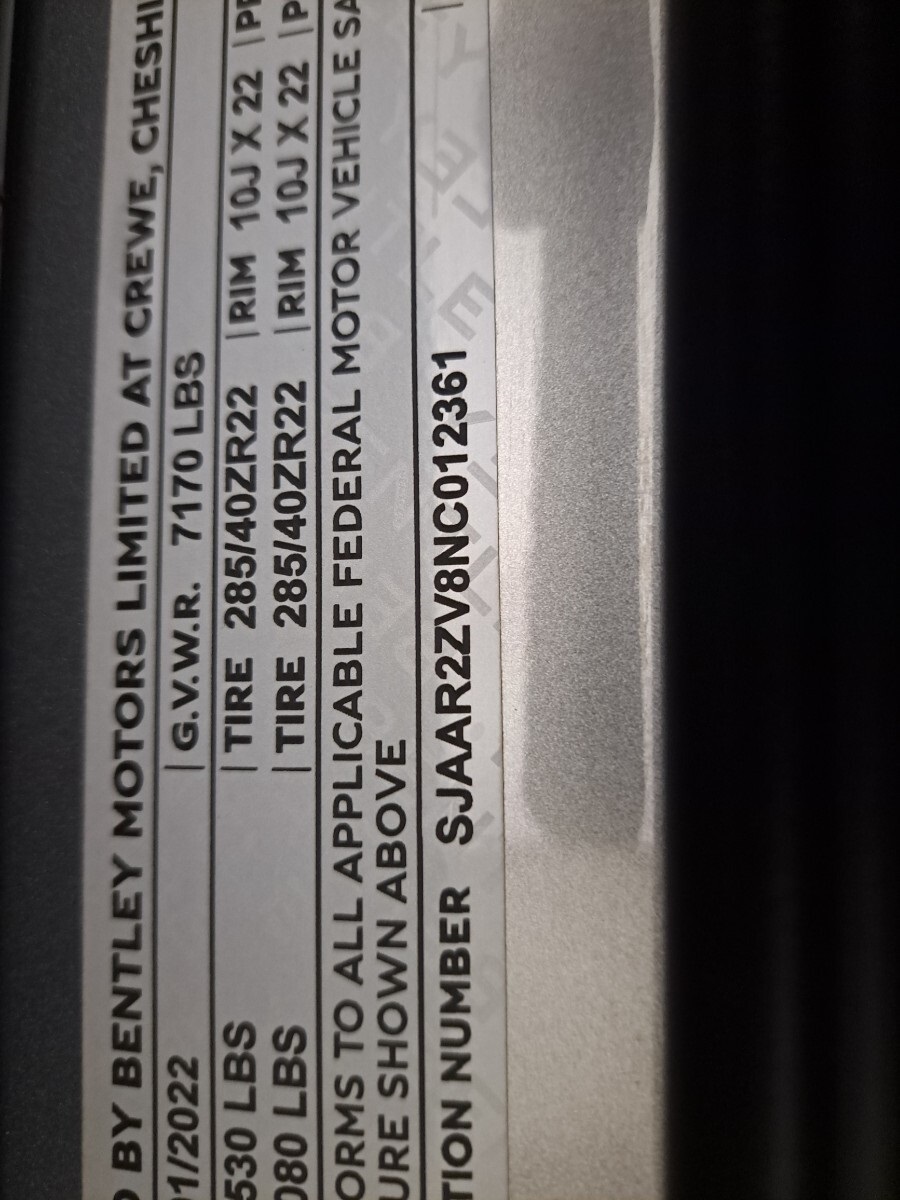 BY BENTLEY MOTORS LIMITED AT CREWE, CHESHI
1/2022 | G.V.W.R. 7170 LBS
530 LBS | TIRE 285/40ZR22 | RIM 10J X 22 | P
080 LBS | TIRE 285/40ZR22 | RIM 10J X 22 | P
ORMS TO ALL APPLICABLE FEDERAL MOTOR VEHICLE SA
URE SHOWN ABOVE
TION NUMBER SJAAR2ZV8NC012361 |